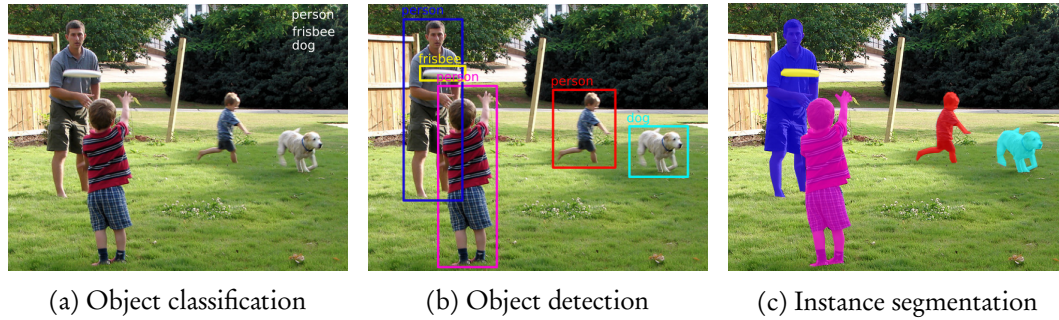 person
frisbee
dog
person
frisbee
person
person
dog
(a) Object classification
(b) Object detection
(c) Instance segmentation